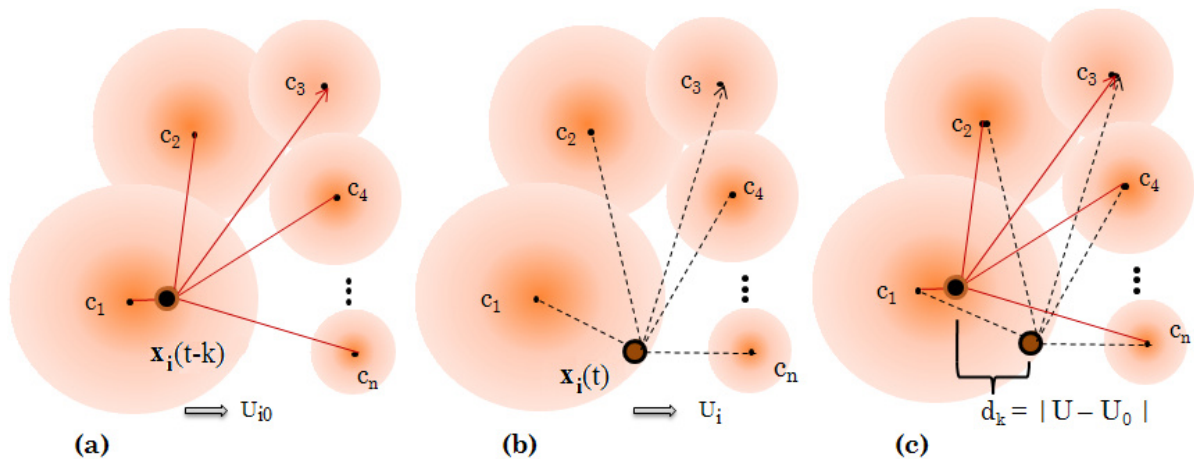 c3
c2
c4
c1
xi(t-k)
cn
Ui0
(a)
c3
c2
c4
c1
xi(t)
cn
Ui
(b)
c3
c2
c4
c1
cn
dk = | U – U0 |
(c)